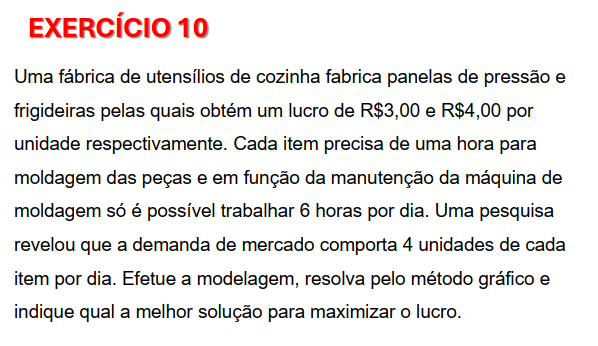 EXERCÍCIO 10
Uma fábrica de utensílios de cozinha fabrica panelas de pressão e
frigideiras pelas quais obtém um lucro de R$3,00 e R$4,00 por
unidade respectivamente. Cada item precisa de uma hora para
moldagem das peças e em função da manutenção da máquina de
moldagem só é possível trabalhar 6 horas por dia. Uma pesquisa
revelou que a demanda de mercado comporta 4 unidades de cada
item por dia. Efetue a modelagem, resolva pelo método gráfico e
indique qual a melhor solução para maximizar o lucro.